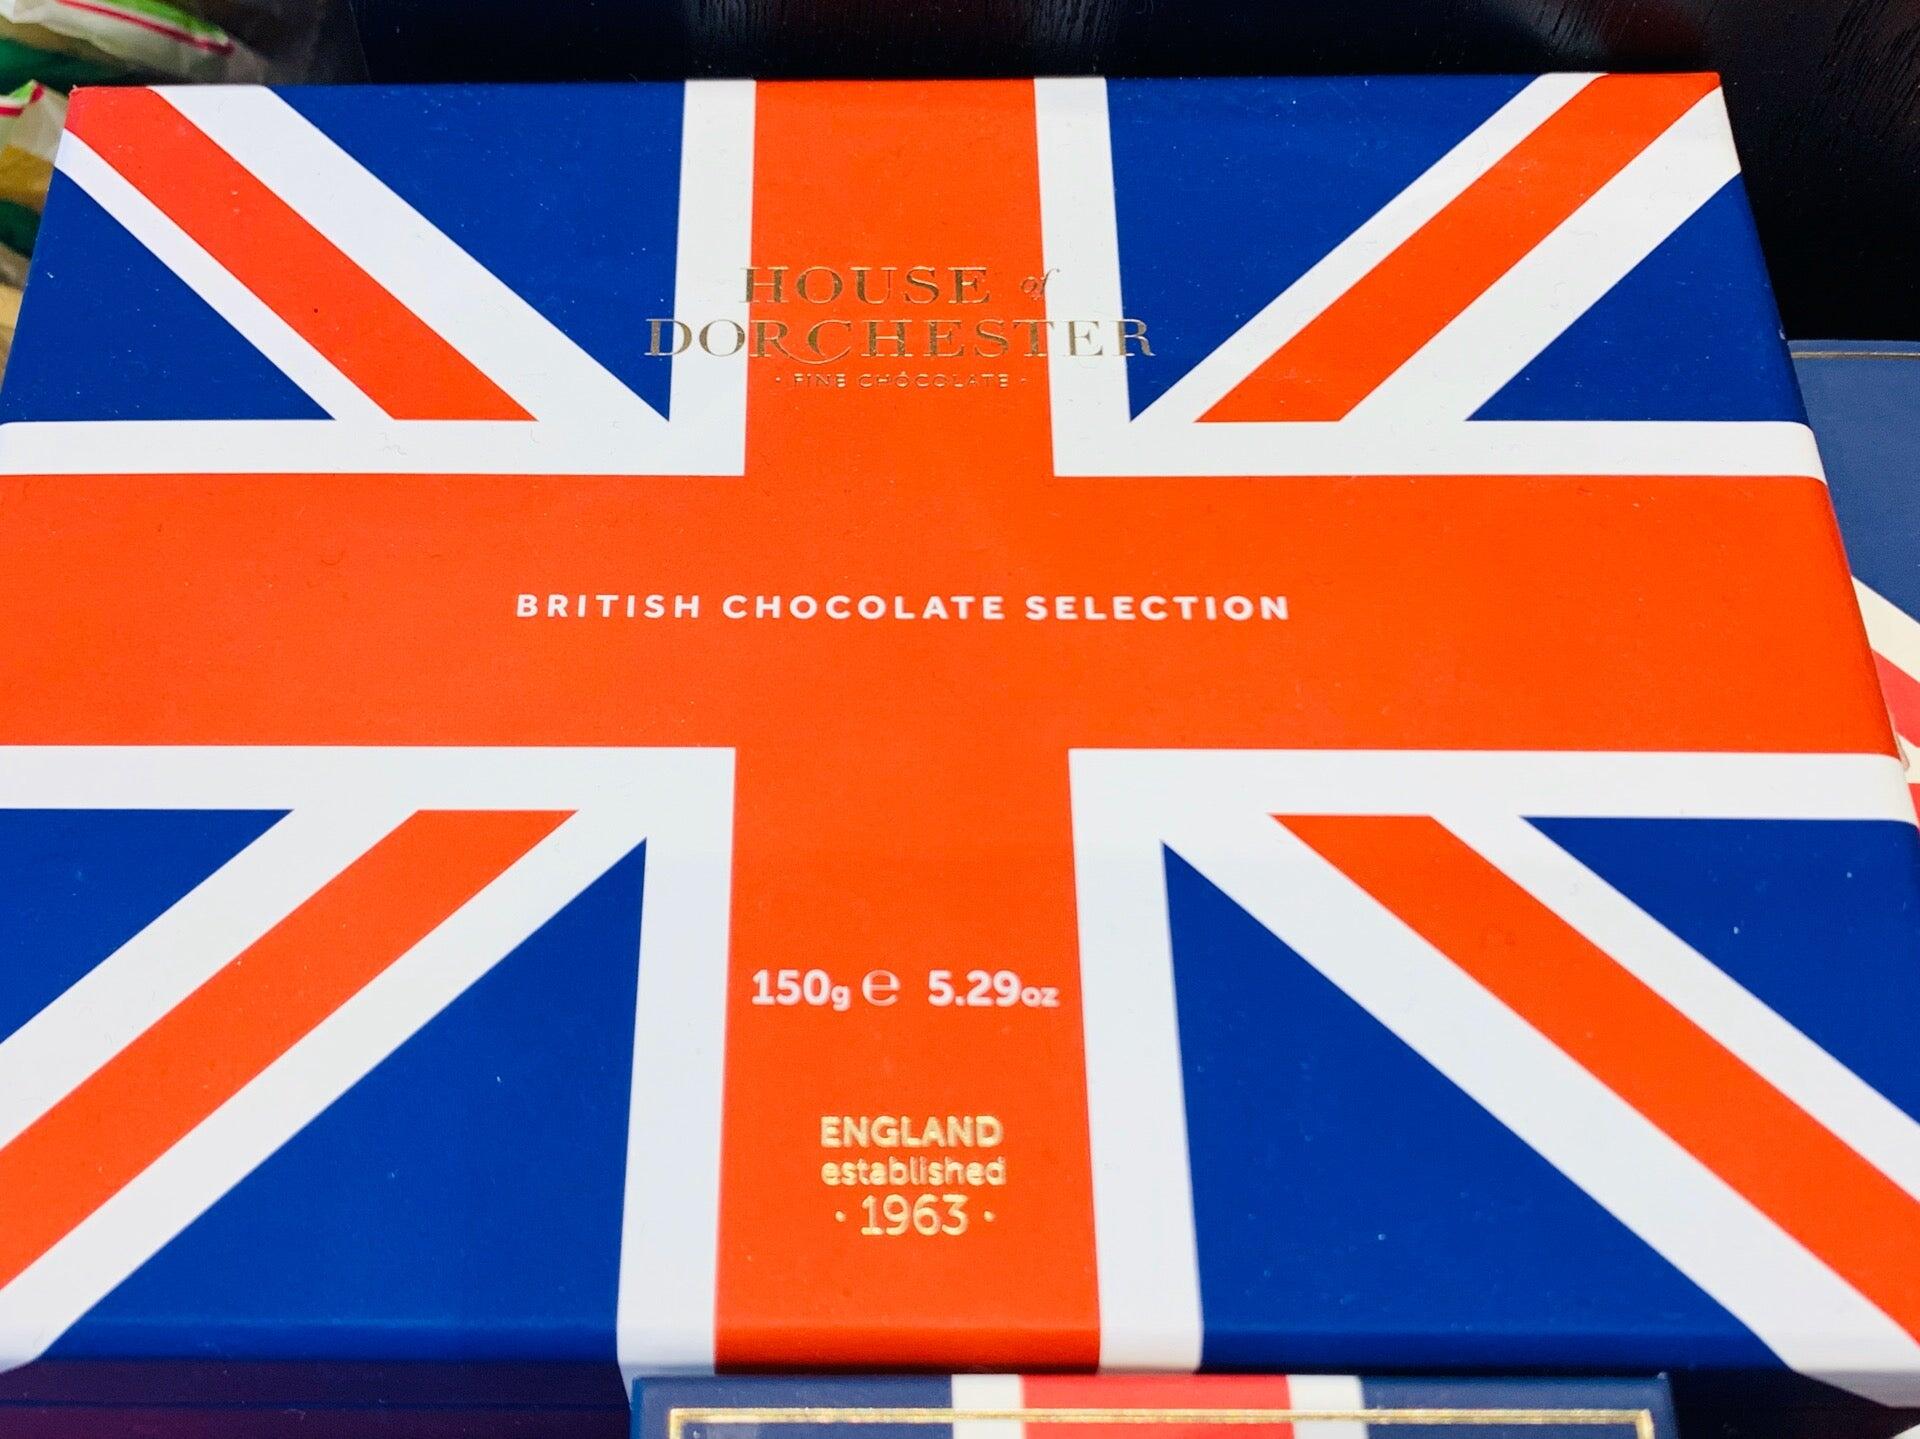 HOUSE of
DORCHESTER
· FINE CHOCOLATE ·
BRITISH CHOCOLATE SELECTION
150g ℮ 5.29oz
ENGLAND
established
· 1963 ·